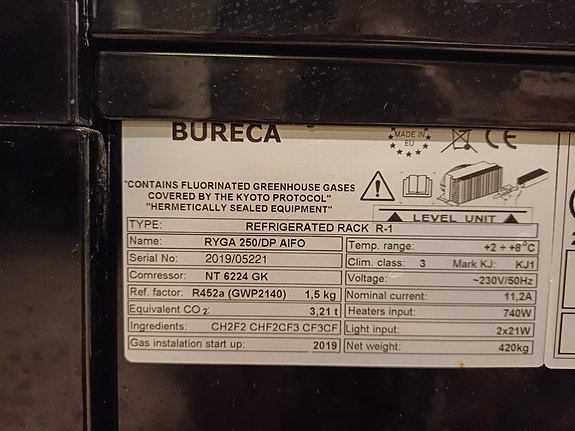 BURECA
MADE IN
EU
CE
"CONTAINS FLUORINATED GREENHOUSE GASES
COVERED BY THE KYOTO PROTOCOL"
"HERMETICALLY SEALED EQUIPMENT"
LEVEL UNIT
TYPE: REFRIGERATED RACK R-1
Name: RYGA 250/DP AIFO
Serial No: 2019/05221
Comressor: NT 6224 GK
Ref. factor: R452a (GWP2140) 1,5 kg
Equivalent CO 2: 3,21 t
Ingredients: CH2F2 CHF2CF3 CF3CF
Gas instalation start up: 2019
Temp. range: +2 ÷ +8°C
Clim. class: 3 Mark KJ: KJ1
Voltage: ~230V/50Hz
Nominal current: 11,2A
Heaters input: 740W
Light input: 2x21W
Net weight: 420kg